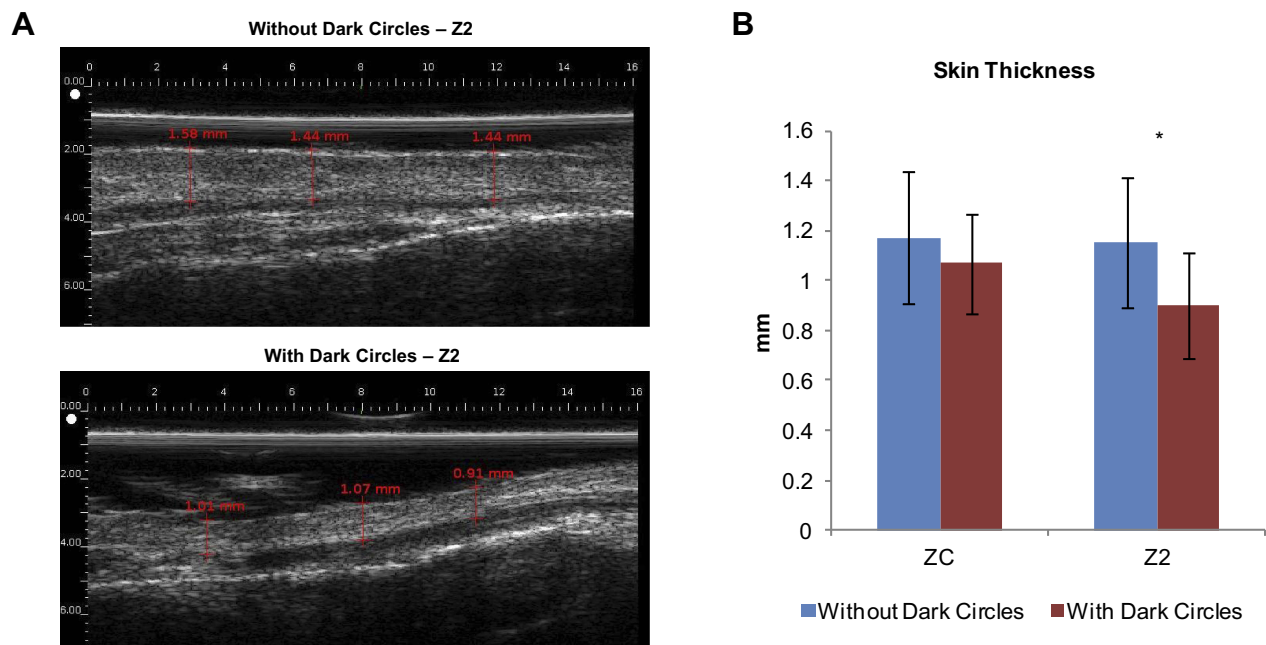 A
Without Dark Circles – Z2
0 2 4 6 8 10 12 14 16
0.00
1.58 mm 1.44 mm 1.44 mm
2.00
4.00
6.00
With Dark Circles – Z2
0 2 4 6 8 10 12 14 16
0.00
2.00
0.91 mm
1.07 mm
1.01 mm
4.00
6.00
B
Skin Thickness
1.6
1.4
1.2
1
0.8
0.6
0.4
0.2
0
mm
*
ZC Z2
Without Dark Circles With Dark Circles